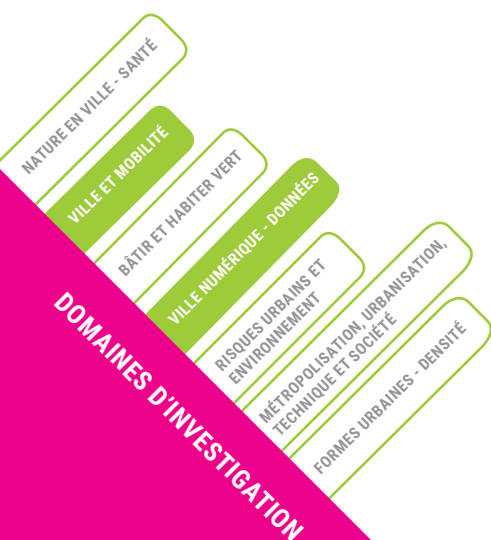 NATURE EN VILLE - SANTÉ
VILLE ET MOBILITÉ
BÂTIR ET HABITER VERT
VILLE NUMÉRIQUE - DONNÉES
RISQUES URBAINS ET
ENVIRONNEMENT
MÉTROPOLISATION, URBANISATION,
TECHNIQUE ET SOCIÉTÉ
FORMES URBAINES - DENSITÉ
DOMAINES D'INVESTIGATION